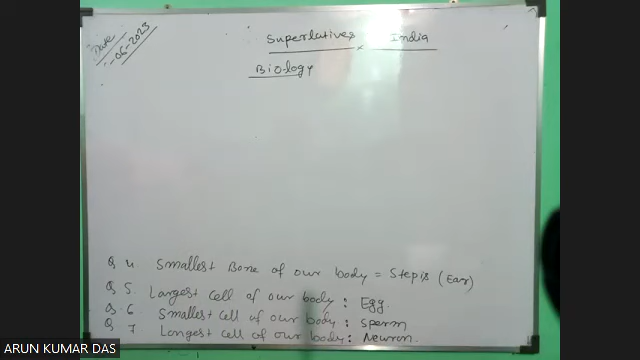 Date
-06-2023
Superlatives India
Biology
Q 4 Smallest Bone of our body = Stepis (Ear)
Q 5. Largest cell of our body : Egg.
Q 6 Smallest cell of our body : Sperm
Q 7 Longest cell of our body : Neuron.
ARUN KUMAR DAS